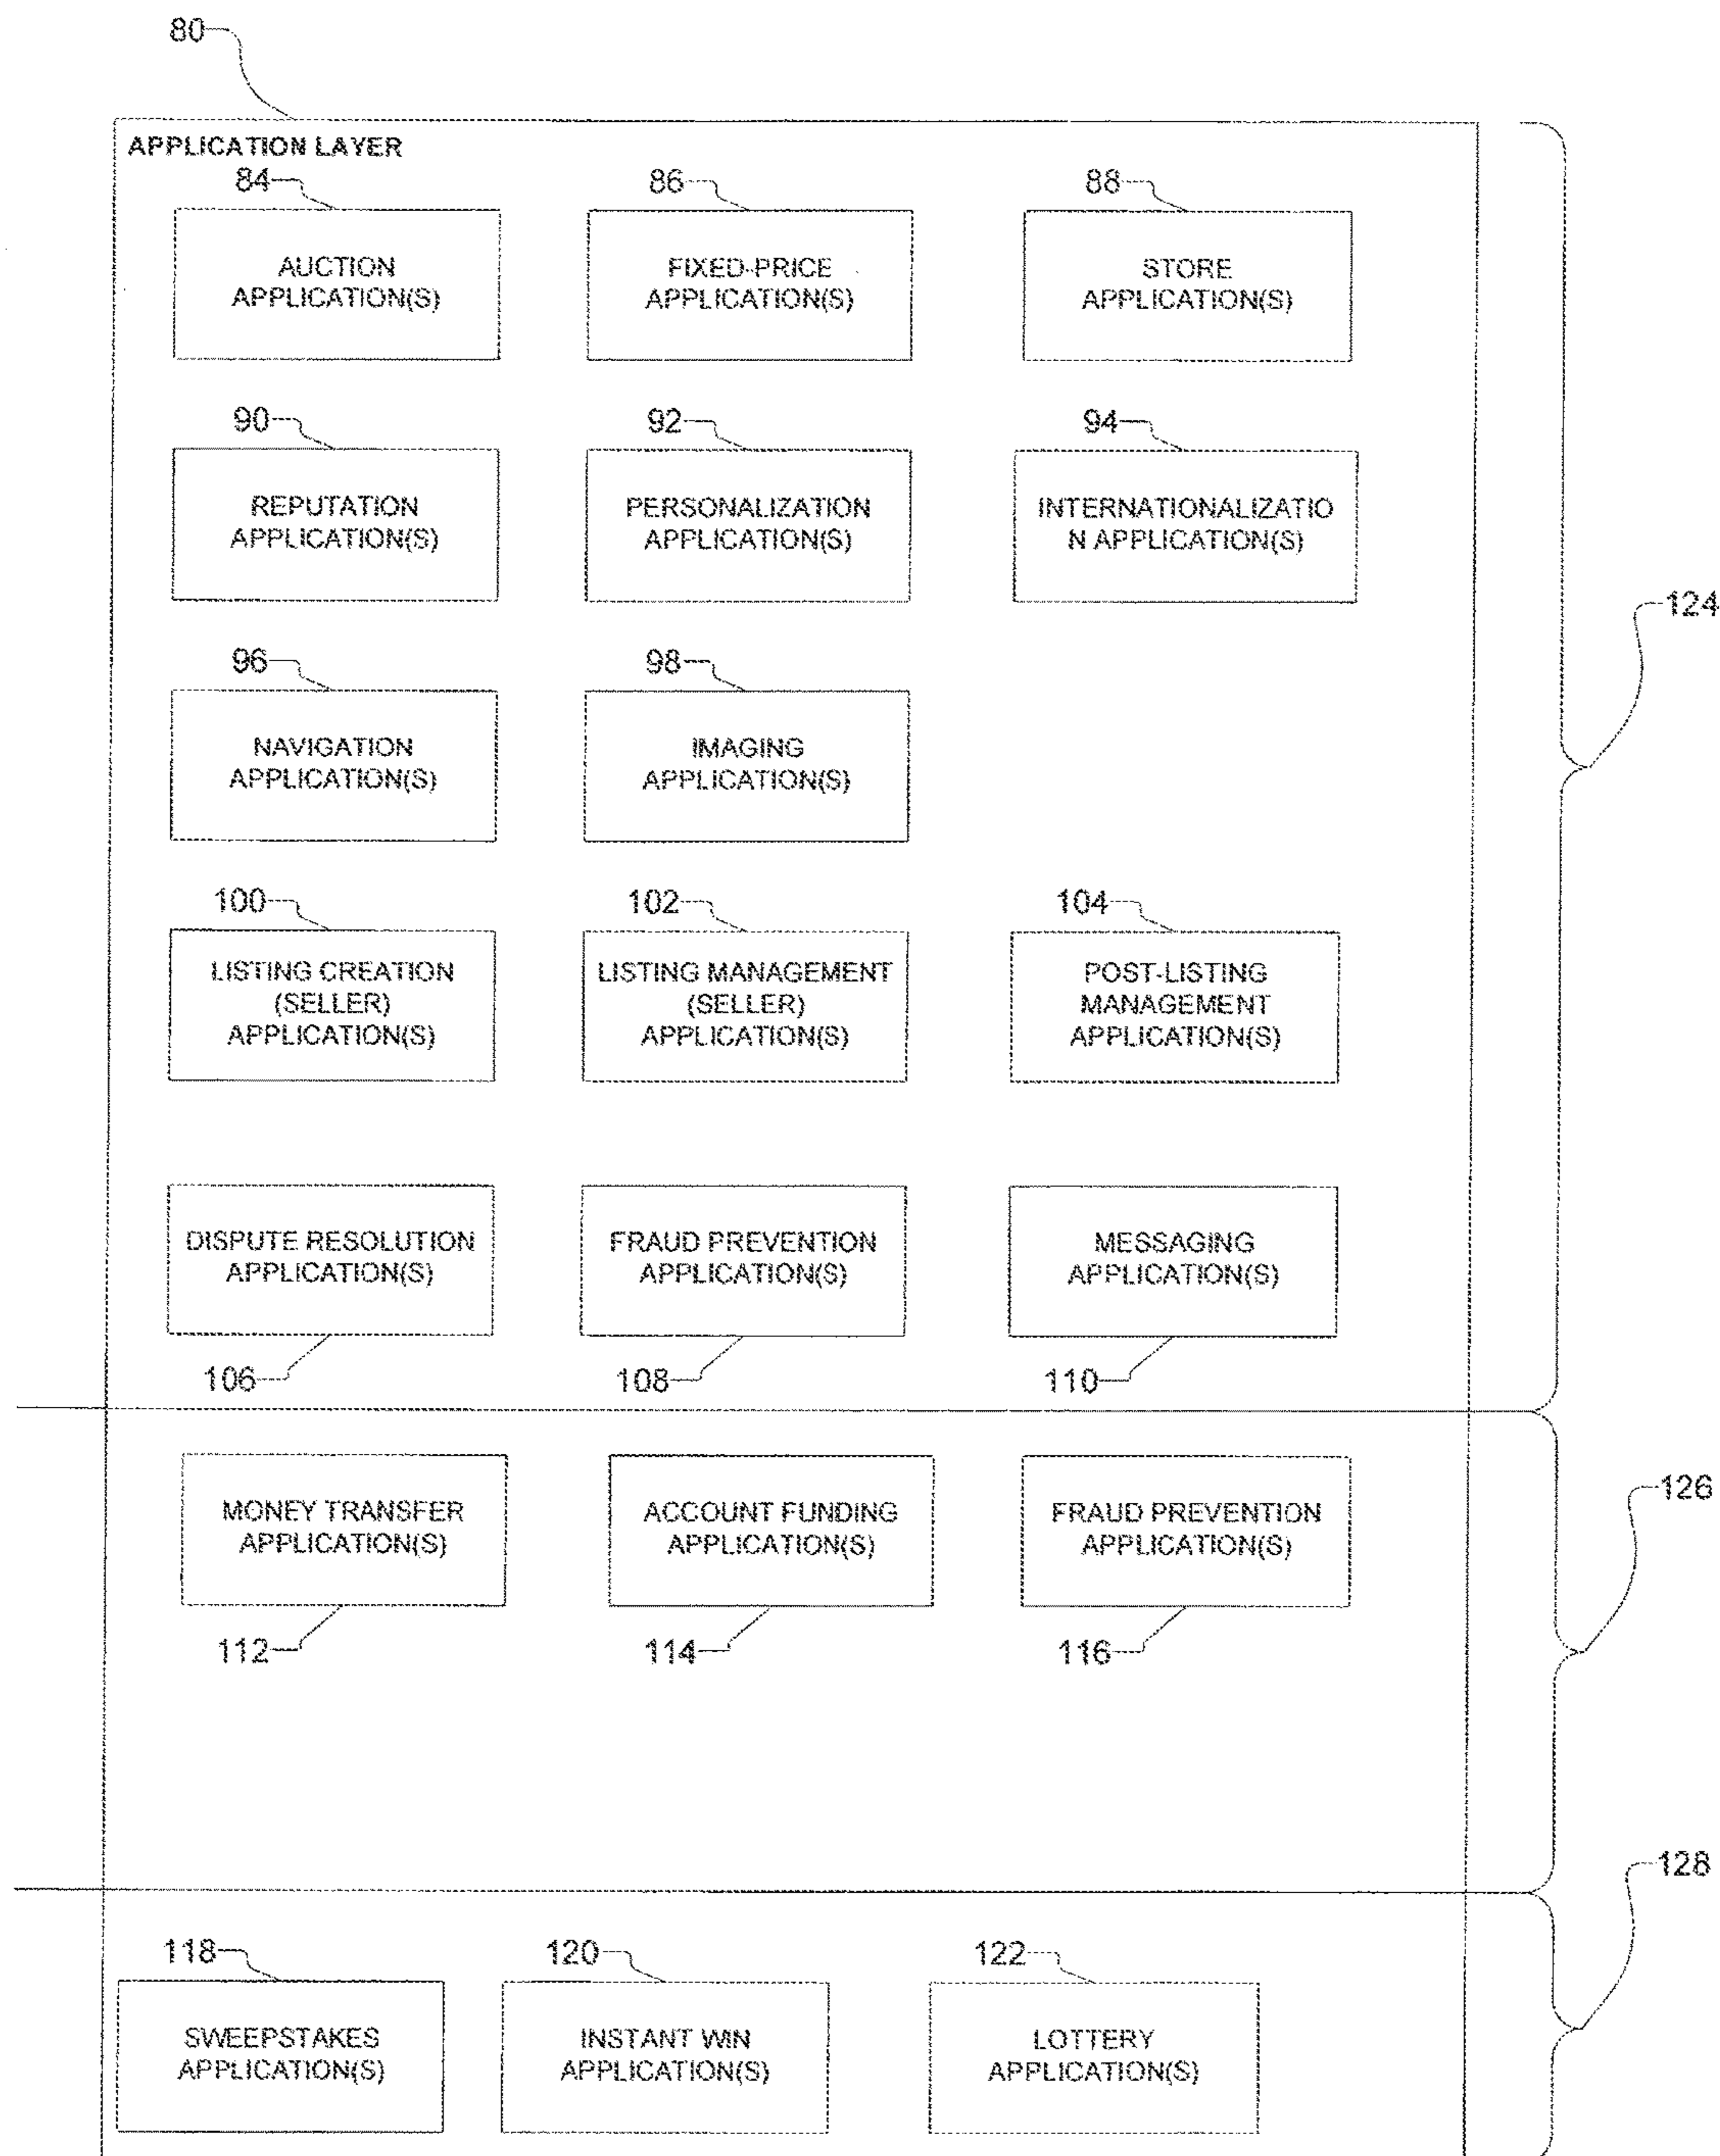 80
APPLICATION LAYER
84
86
88
AUCTION
APPLICATION(S)
FIXED-PRICE
APPLICATION(S)
STORE
APPLICATION(S)
90
92
94
REPUTATION
APPLICATION(S)
PERSONALIZATION
APPLICATION(S)
INTERNATIONALIZATIO
N APPLICATION(S)
124
96
98
NAVIGATION
APPLICATION(S)
IMAGING
APPLICATION(S)
100
102
104
LISTING CREATION
(SELLER)
APPLICATION(S)
LISTING MANAGEMENT
(SELLER)
APPLICATION(S)
POST-LISTING
MANAGEMENT
APPLICATION(S)
DISPUTE RESOLUTION
APPLICATION(S)
FRAUD PREVENTION
APPLICATION(S)
MESSAGING
APPLICATION(S)
106
108
110
MONEY TRANSFER
APPLICATION(S)
ACCOUNT FUNDING
APPLICATION(S)
FRAUD PREVENTION
APPLICATION(S)
126
112
114
116
128
118
120
122
SWEEPSTAKES
APPLICATION(S)
INSTANT WIN
APPLICATION(S)
LOTTERY
APPLICATION(S)